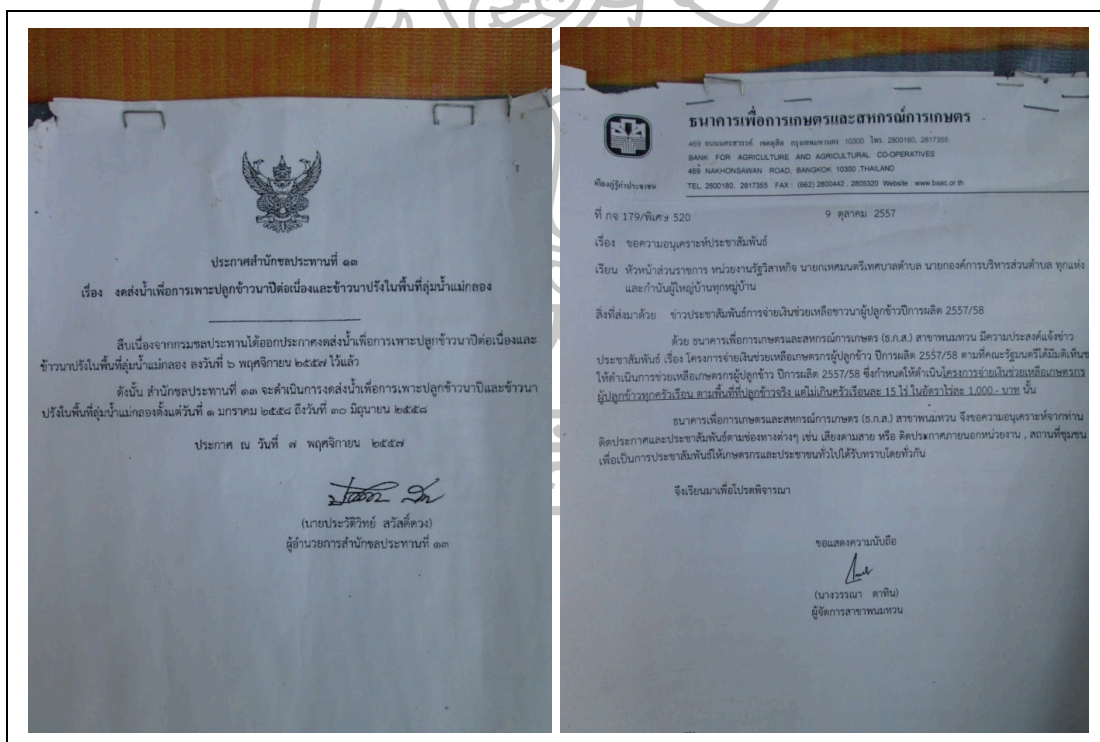 ประกาศสำนักชลประทานที่ ๑๓
เรื่อง งดส่งน้ำเพื่อการเพาะปลูกข้าวนาปีต่อเนื่องและข้าวนาปรังในพื้นที่ลุ่มน้ำแม่กลอง
สืบเนื่องจากกรมชลประทานได้ออกประกาศงดส่งน้ำเพื่อการเพาะปลูกข้าวนาปีต่อเนื่องและ
ข้าวนาปรังในพื้นที่ลุ่มน้ำแม่กลอง ลงวันที่ ๖ พฤศจิกายน ๒๕๕๗ ไว้แล้ว
ดังนั้น สำนักชลประทานที่ ๑๓ จะดำเนินการงดส่งน้ำเพื่อการเพาะปลูกข้าวนาปีและข้าวนา
ปรังในพื้นที่ลุ่มน้ำแม่กลองตั้งแต่วันที่ ๑ มกราคม ๒๕๕๘ ถึงวันที่ ๓๐ มิถุนายน ๒๕๕๘
ประกาศ ณ วันที่ ๗ พฤศจิกายน ๒๕๕๗
(นายประวัติวิทย์ สวัสดิ์ตวง)
ผู้อำนวยการสำนักชลประทานที่ ๑๓
ธนาคารเพื่อการเกษตรและสหกรณ์การเกษตร
469 ถนนนครสวรรค์ เขตดุสิต กรุงเทพมหานคร 10300 โทร. 2800180, 2817355
BANK FOR AGRICULTURE AND AGRICULTURAL CO-OPERATIVES
469 NAKHONSAWAN ROAD, BANGKOK 10300 THAILAND
TEL. 2800180, 2817355 FAX : (662) 2800442, 2805320 Website : www.baac.or.th
เคียงคู่รู้ค่าประชาชน
ที่ กจ 179/พิเศษ 520
9 ตุลาคม 2557
เรื่อง ขอความอนุเคราะห์ประชาสัมพันธ์
เรียน หัวหน้าส่วนราชการ หน่วยงานรัฐวิสาหกิจ นายกเทศมนตรีเทศบาลตำบล นายกองค์การบริหารส่วนตำบล ทุกแห่ง
และกำนันผู้ใหญ่บ้านทุกหมู่บ้าน
สิ่งที่ส่งมาด้วย ข่าวประชาสัมพันธ์การจ่ายเงินช่วยเหลือชาวนาผู้ปลูกข้าวปีการผลิต 2557/58
ด้วย ธนาคารเพื่อการเกษตรและสหกรณ์การเกษตร (ธ.ก.ส.) สาขาพนมทวน มีความประสงค์แจ้งข่าว
ประชาสัมพันธ์ เรื่อง โครงการจ่ายเงินช่วยเหลือเกษตรกรผู้ปลูกข้าว ปีการผลิต 2557/58 ตามที่คณะรัฐมนตรีได้มีมติเห็นช
ให้ดำเนินการช่วยเหลือเกษตรกรผู้ปลูกข้าว ปีการผลิต 2557/58 ซึ่งกำหนดให้ดำเนินโครงการจ่ายเงินช่วยเหลือเกษตรกร
ผู้ปลูกข้าวทุกครัวเรือน ตามพื้นที่ที่ปลูกข้าวจริง แต่ไม่เกินครัวเรือนละ 15 ไร่ ในอัตราไร่ละ 1,000.- บาท นั้น
ธนาคารเพื่อการเกษตรและสหกรณ์การเกษตร (ธ.ก.ส.) สาขาพนมทวน จึงขอความอนุเคราะห์จากท่าน
ติดประกาศและประชาสัมพันธ์ตามช่องทางต่างๆ เช่น เสียงตามสาย หรือ ติดประกาศภายนอกหน่วยงาน , สถานที่ชุมชน
เพื่อเป็นการประชาสัมพันธ์ให้เกษตรกรและประชาชนทั่วไปได้รับทราบโดยทั่วกัน
จึงเรียนมาเพื่อโปรดพิจารณา
ขอแสดงความนับถือ
(นางวรรณา ตาทิน)
ผู้จัดการสาขาพนมทวน